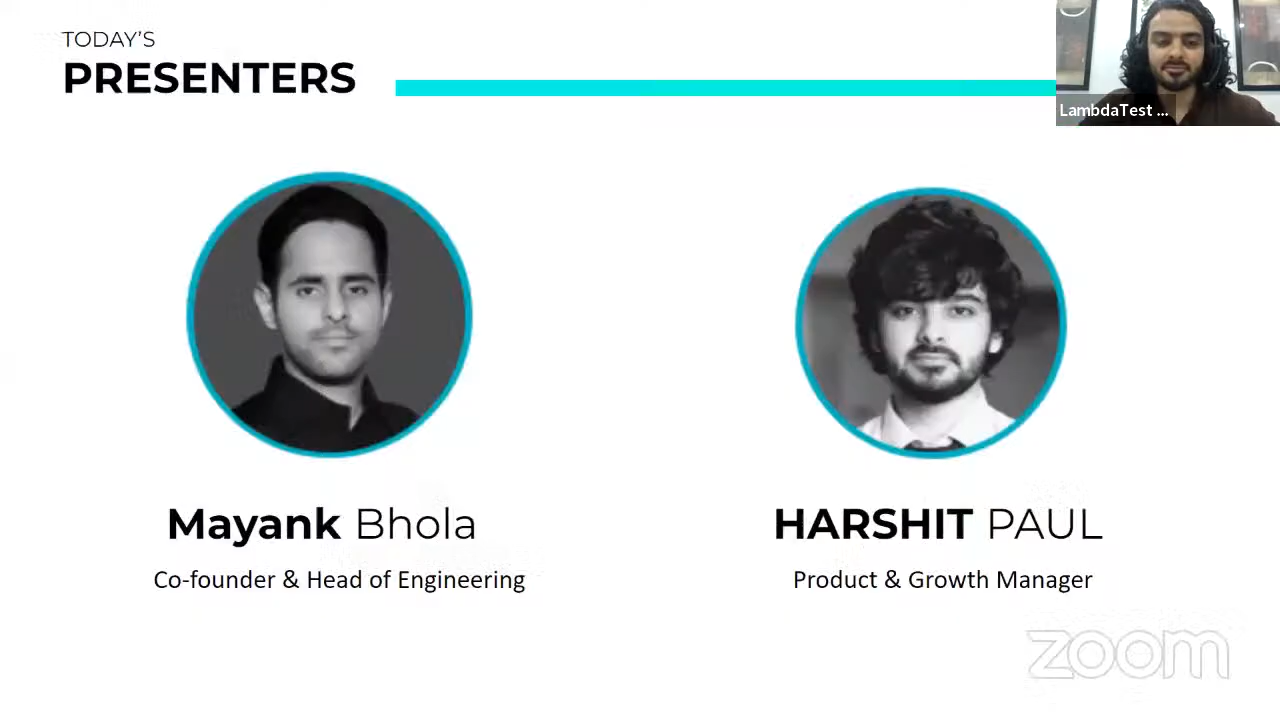 TODAY'S
PRESENTERS
LambdaTest ...
Mayank Bhola
HARSHIT PAUL
Co-founder & Head of Engineering
Product & Growth Manager
zoom